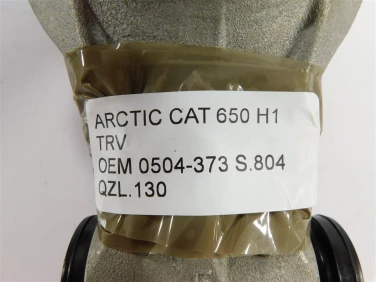 ARCTIC CAT 650 H1
TRV
OEM 0504-373 S.804
QZL.130